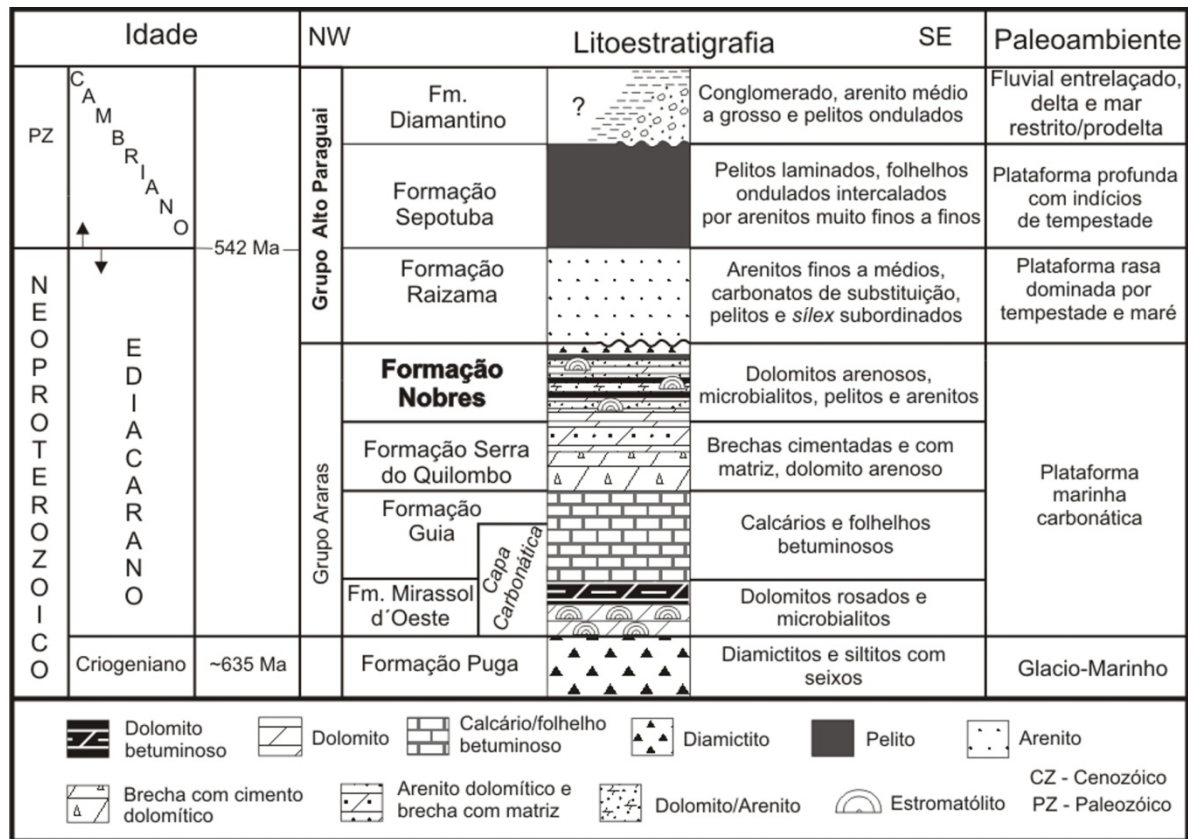 Idade
NW
Litoestratigrafia
SE
Paleoambiente
PZ
CAMBRIANO
542 Ma
Grupo Alto Paraguai
Fm.
Diamantino
?
Conglomerado, arenito médio
a grosso e pelitos ondulados
Fluvial entrelaçado,
delta e mar
restrito/prodelta
Formação
Sepotuba
Pelitos laminados, folhelhos
ondulados intercalados
por arenitos muito finos a finos
Plataforma profunda
com indícios
de tempestade
NEOPROTEROZOICO
EDIACARANO
Formação
Raizama
Arenitos finos a médios,
carbonatos de substituição,
pelitos e sílex subordinados
Plataforma rasa
dominada por
tempestade e maré
Grupo Araras
Formação
Nobres
Dolomitos arenosos,
microbialitos, pelitos e arenitos
Plataforma
marinha
carbonática
Formação Serra
do Quilombo
Brechas cimentadas e com
matriz, dolomito arenoso
Formação
Guia
Capa
Carbonática
Calcários e folhelhos
betuminosos
Fm. Mirassol
d´Oeste
Dolomitos rosados e
microbialitos
Criogeniano
~635 Ma
Formação Puga
Diamictitos e siltitos com
seixos
Glacio-Marinho
Dolomito
betuminoso
Dolomito
Calcário/folhelho
betuminoso
Diamictito
Pelito
Arenito
Brecha com cimento
dolomítico
Arenito dolomítico e
brecha com matriz
Dolomito/Arenito
Estromatólito
CZ - Cenozóico
PZ - Paleozóico